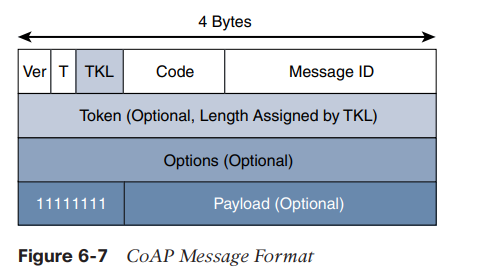 4 Bytes
Ver T TKL Code Message ID
Token (Optional, Length Assigned by TKL)
Options (Optional)
11111111 Payload (Optional)
Figure 6-7 CoAP Message Format